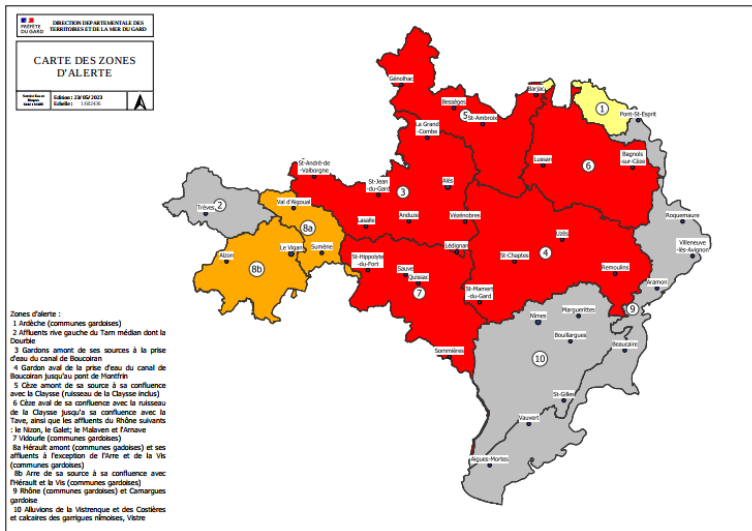 PRÉFÈTE
DU GARD
DIRECTION DEPARTEMENTALE DES
TERRITOIRES ET DE LA MER DU GARD
CARTE DES ZONES
D'ALERTE
Edition : 23/05/2023
Echelle :
Génolhac
Barjac
1
Bességes
5
St-Ambroix
Pont-St-Esprit
La Grand
-Combe
St-André-de
-Valborgne
Lussan
6
Bagnols
-sur-Cèze
St-Jean
-du-Gard
Alès
3
2
Trèves
Val d'Aigoual
8a
Lasalle
Anduze
Vézénobres
Roquemaure
Uzès
4
Villeneuve
-lès-Avignon
Le Vigan
Sumène
Lédignan
Alzon
8b
St-Hippolyte
-du-Fort
St-Chaptes
Sauve
Quissac
7
Remoulins
Aramon
St-Mamert
-du-Gard
9
Nîmes
Marguerittes
Bouillargues
Sommières
10
Beaucaire
St-Gilles
Vauvert
Aigues-Mortes
Zones d'alerte :
1 Ardèche (communes gardoises)
2 Affluents rive gauche du Tarn médian dont la
Dourbie
3 Gardons amont de ses sources à la prise
d'eau du canal de Boucoiran
4 Gardon aval de la prise d'eau du canal de
Boucoiran jusqu'au pont de Montfrin
5 Cèze amont de sa source à sa confluence
avec la Claysse (ruisseau de la Claysse inclus)
6 Cèze aval de sa confluence avec la ruisseau
de la Claysse jusqu'a sa confluence avec la
Tave, ainsi que les affluents du Rhône suivants
: le Nizon, le Galet; le Malaven et l'Arnave
7 Vidourle (communes gardoises)
8a Hérault amont (communes gadoises) et ses
affluents à l'exception de l'Arre et de la Vis
(communes gardoises)
8b Arre de sa source à sa confluence avec
l'Hérault et la Vis (communes gardoises)
9 Rhône (communes gardoises) et Camargues
gardoise
10 Alluvions de la Vistrenque et des Costières
et calcaires des garrigues nîmoises, Vistre